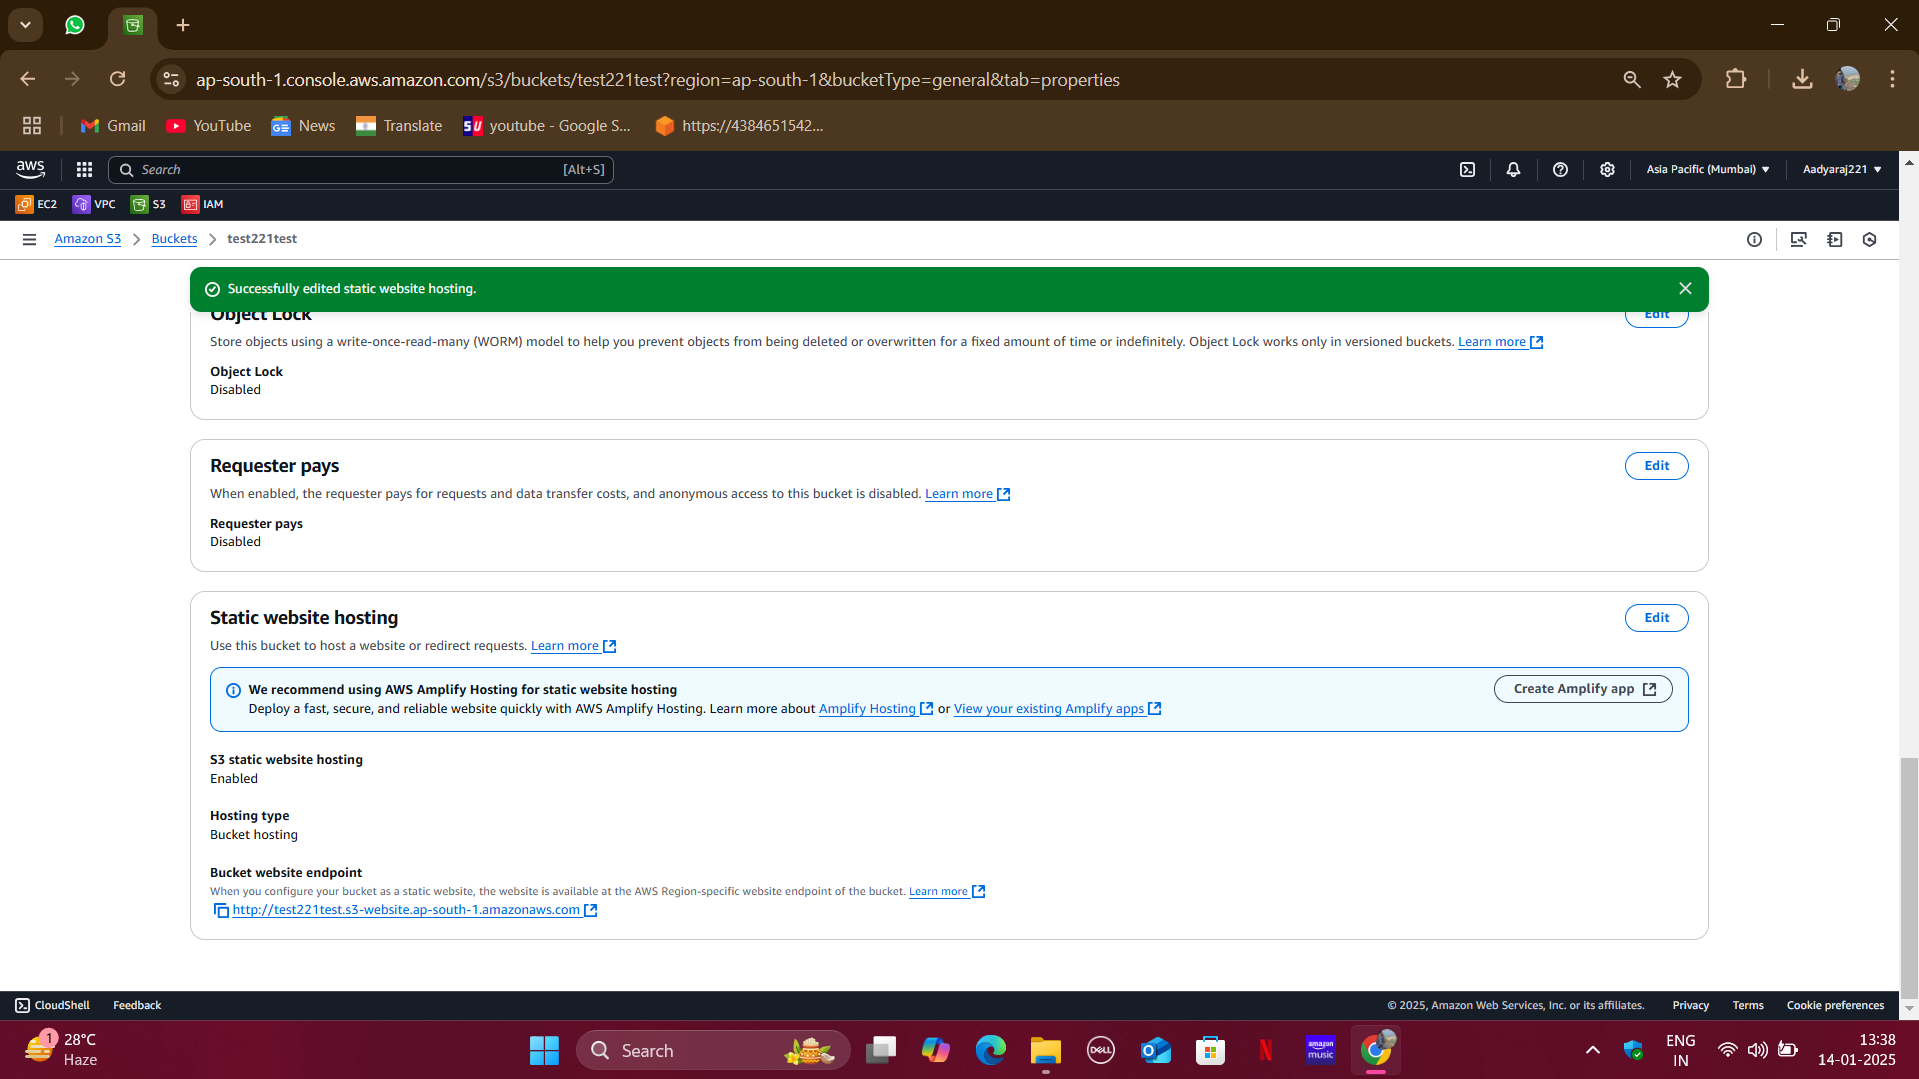 ap-south-1.console.aws.amazon.com/s3/buckets/test221test?region=ap-south-1&bucketType=general&tab=properties
Gmail
YouTube
News
Translate
youtube - Google S...
https://4384651542...
aws
Search
[Alt+S]
Asia Pacific (Mumbai)
Aadyaraj221
EC2
VPC
S3
IAM
Amazon S3
Buckets
test221test
Successfully edited static website hosting.
Object Lock
Edit
Store objects using a write-once-read-many (WORM) model to help you prevent objects from being deleted or overwritten for a fixed amount of time or indefinitely. Object Lock works only in versioned buckets. Learn more
Object Lock
Disabled
Requester pays
Edit
When enabled, the requester pays for requests and data transfer costs, and anonymous access to this bucket is disabled. Learn more
Requester pays
Disabled
Static website hosting
Edit
Use this bucket to host a website or redirect requests. Learn more
We recommend using AWS Amplify Hosting for static website hosting
Create Amplify app
Deploy a fast, secure, and reliable website quickly with AWS Amplify Hosting. Learn more about Amplify Hosting or View your existing Amplify apps
S3 static website hosting
Enabled
Hosting type
Bucket hosting
Bucket website endpoint
When you configure your bucket as a static website, the website is available at the AWS Region-specific website endpoint of the bucket. Learn more
http://test221test.s3-website.ap-south-1.amazonaws.com
CloudShell
Feedback
© 2025, Amazon Web Services, Inc. or its affiliates.
Privacy
Terms
Cookie preferences
1
28°C
Haze
Search
DELL
amazon
music
ENG
IN
13:38
14-01-2025